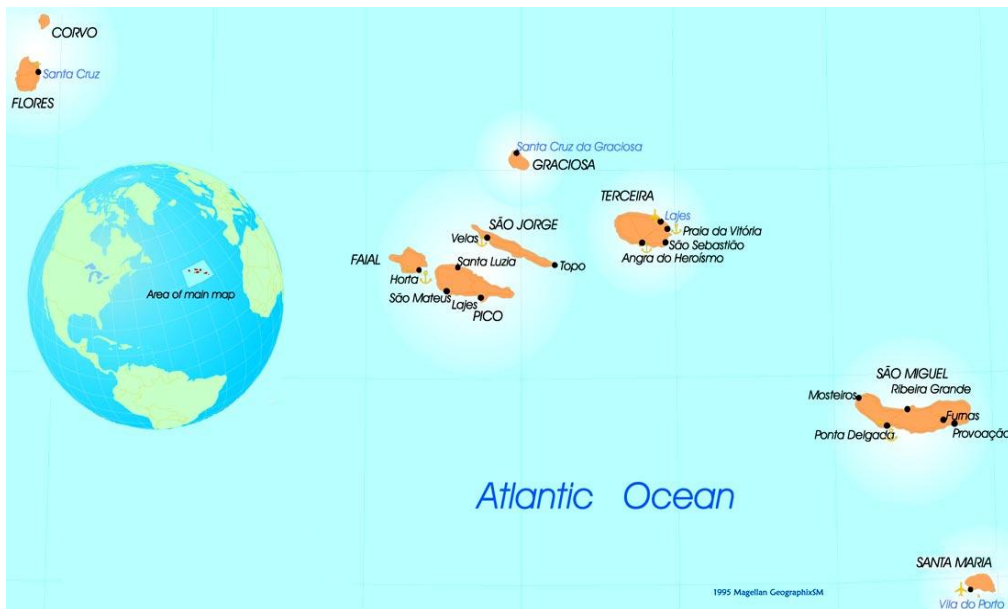 CORVO
Santa Cruz
FLORES
Santa Cruz da Graciosa
GRACIOSA
TERCEIRA
Lajes
Praia da Vitória
São Sebastião
Angra do Heroísmo
SÃO JORGE
Velas
Topo
FAIAL
Horta
Santa Luzia
São Mateus
Lajes
PICO
Area of main map
SÃO MIGUEL
Ribeira Grande
Mosteiros
Furnas
Ponta Delgada
Provoação
Atlantic Ocean
SANTA MARIA
Vila do Porto
1995 Magellan GeographixSM